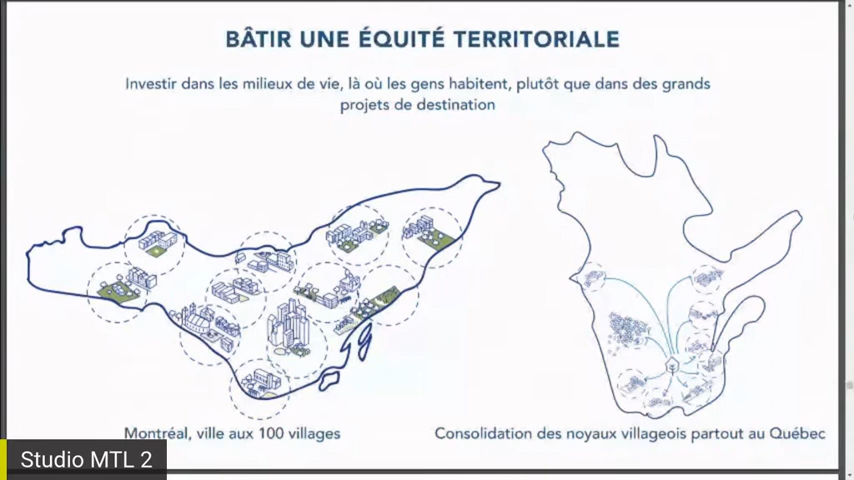 BÂTIR UNE ÉQUITÉ TERRITORIALE
Investir dans les milieux de vie, là où les gens habitent, plutôt que dans des grands
projets de destination
Montréal, ville aux 100 villages
Consolidation des noyaux villageois partout au Québec
Studio MTL 2